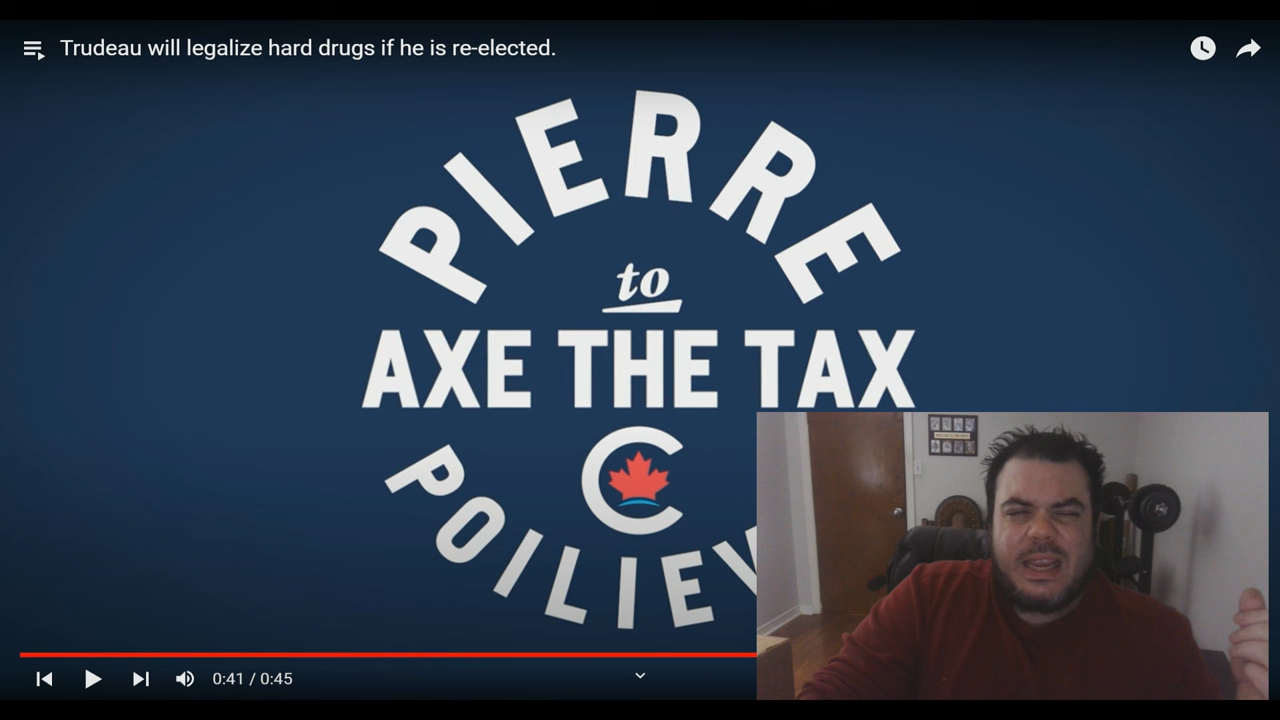 Trudeau will legalize hard drugs if he is re-elected.
PIERRE
to
AXE THE TAX
C
POILIEV
0:41 / 0:45